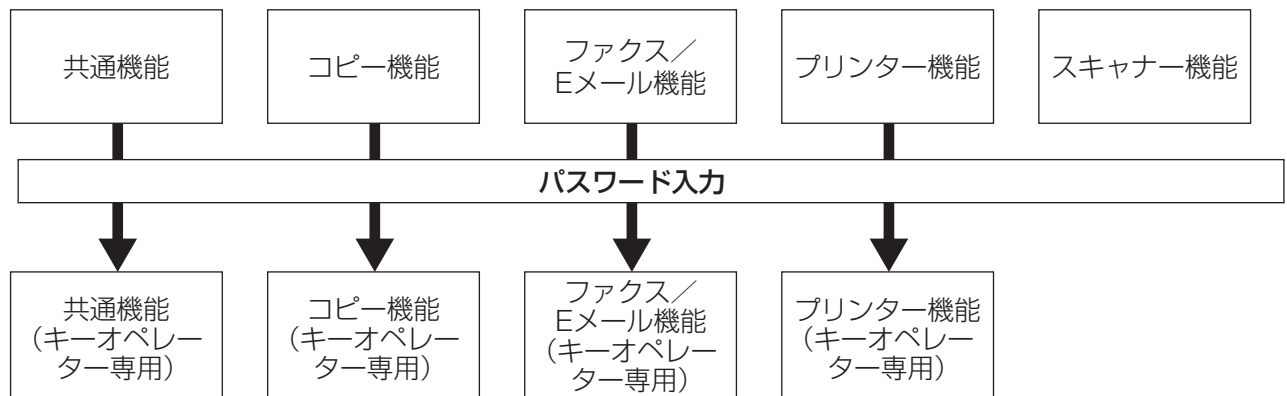 共通機能
コピー機能
ファクス／
Eメール機能
プリンター機能
スキャナー機能
パスワード入力
共通機能
（キーオペレー
ター専用）
コピー機能
（キーオペレー
ター専用）
ファクス／
Eメール機能
（キーオペレー
ター専用）
プリンター機能
（キーオペレー
ター専用）